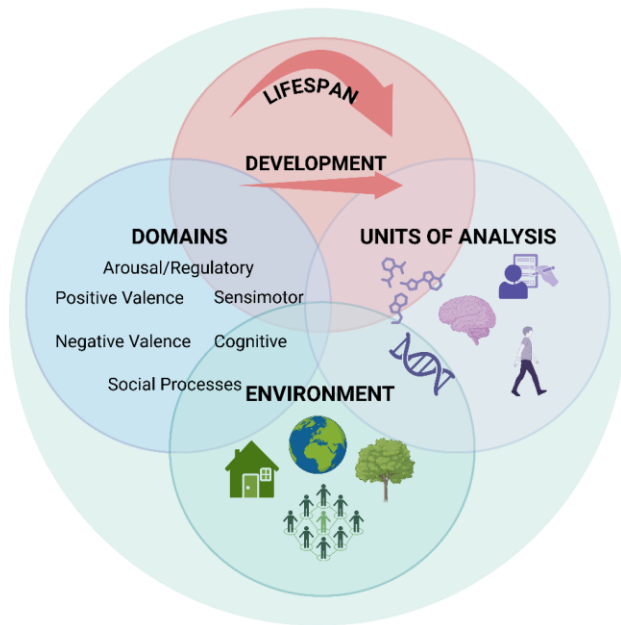 LIFESPAN
DEVELOPMENT
DOMAINS
Arousal/Regulatory
Positive Valence Sensimotor
Negative Valence Cognitive
Social Processes
UNITS OF ANALYSIS
ENVIRONMENT